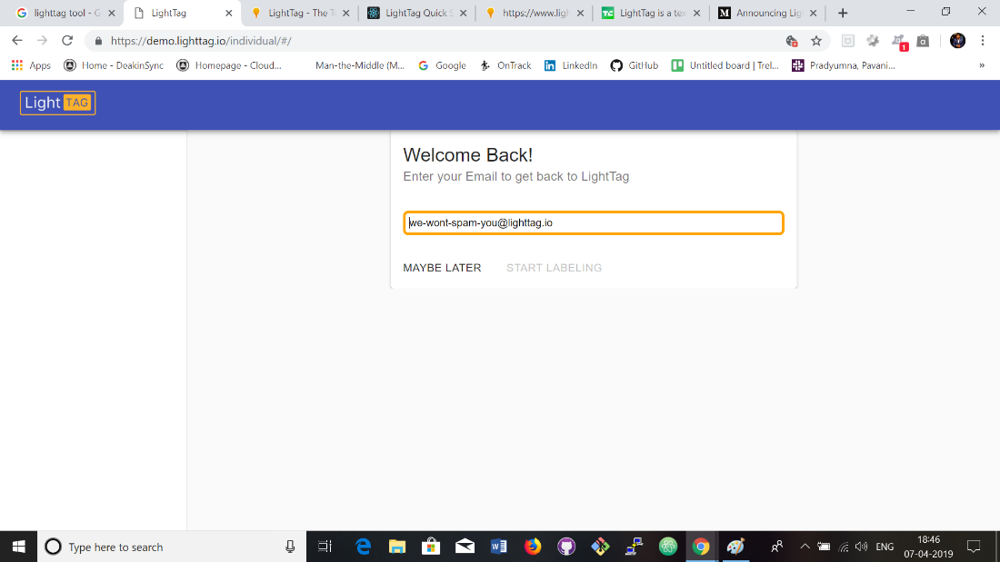 lighttag tool - G
LightTag
LightTag - The T
LightTag Quick S
https://www.ligh
LightTag is a tex
Announcing Lig
https://demo.lighttag.io/individual/#/
1
Apps
Home - DeakinSync
Homepage - Cloud...
Man-the-Middle (M...
Google
OnTrack
LinkedIn
GitHub
Untitled board | Trel...
Pradyumna, Pavani...
»
Light TAG
Welcome Back!
Enter your Email to get back to LightTag
we-wont-spam-you@lighttag.io
MAYBE LATER
START LABELING
Type here to search
ENG
18:46
07-04-2019